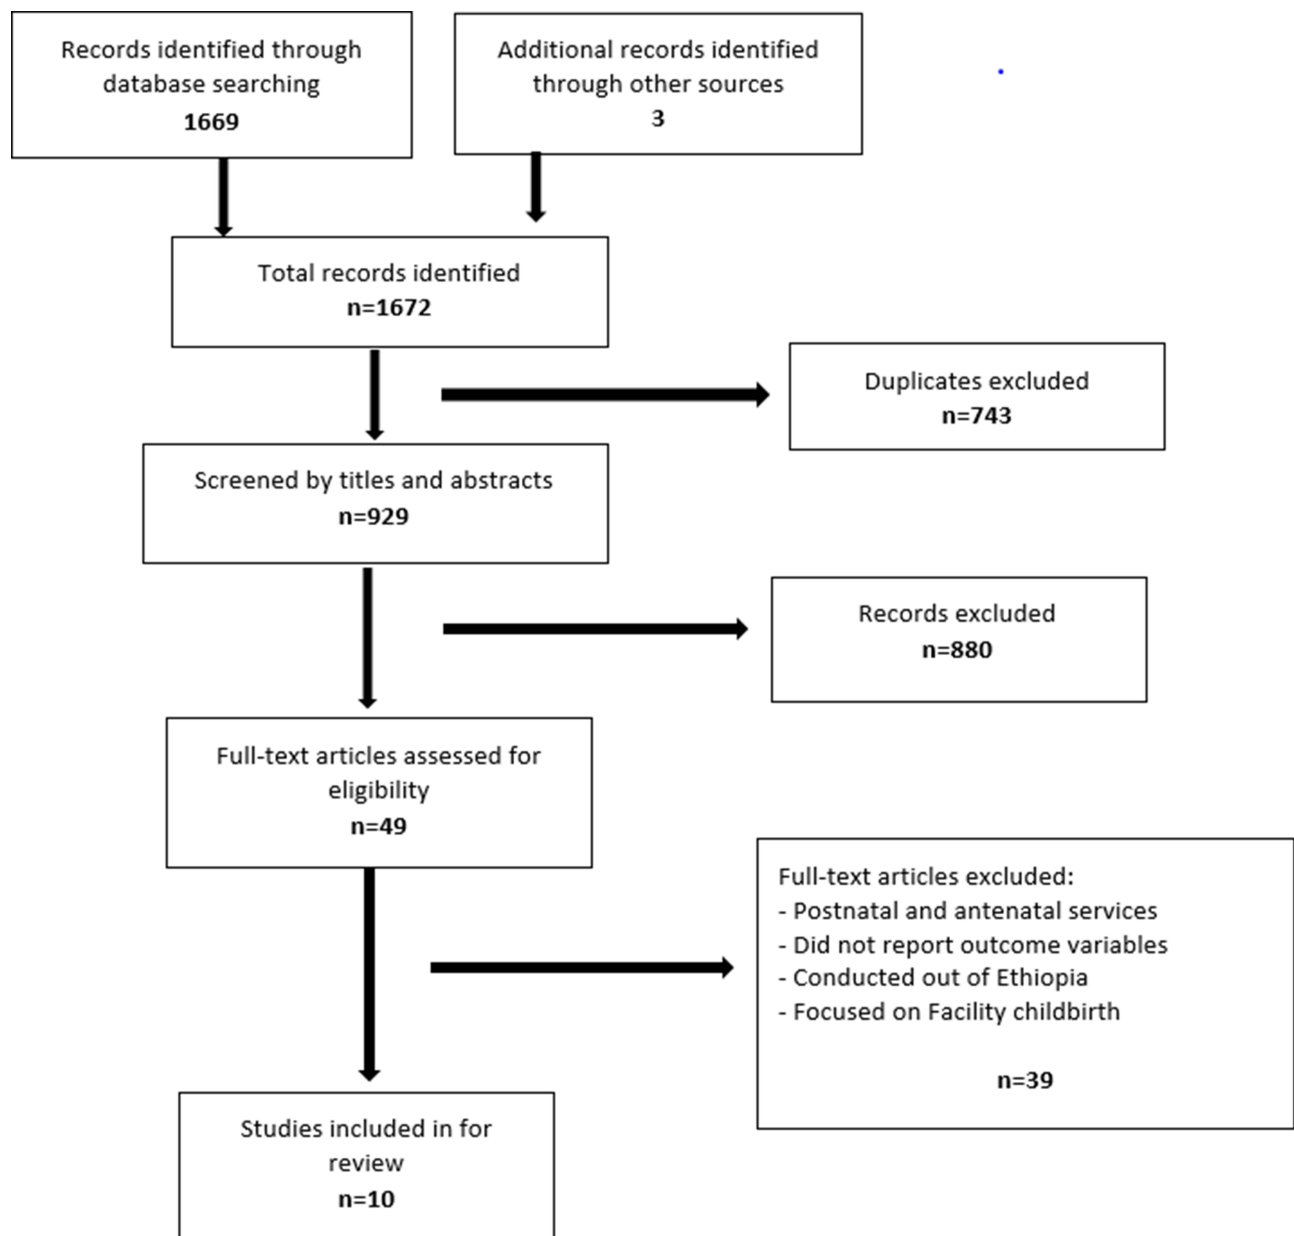 Records identified through
database searching
1669
Additional records identified
through other sources
3
Total records identified
n=1672
Duplicates excluded
n=743
Screened by titles and abstracts
n=929
Records excluded
n=880
Full-text articles assessed for
eligibility
n=49
Full-text articles excluded:
- Postnatal and antenatal services
- Did not report outcome variables
- Conducted out of Ethiopia
- Focused on Facility childbirth
n=39
Studies included in for
review
n=10